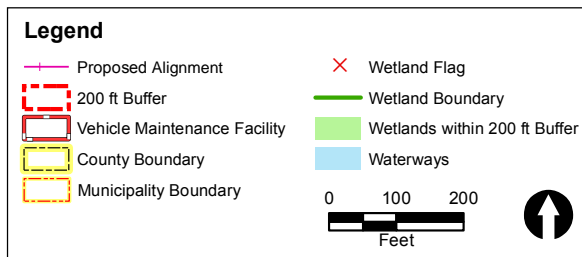 Legend
Proposed Alignment
200 ft Buffer
Vehicle Maintenance Facility
County Boundary
Municipality Boundary
Wetland Flag
Wetland Boundary
Wetlands within 200 ft Buffer
Waterways
0 100 200
Feet